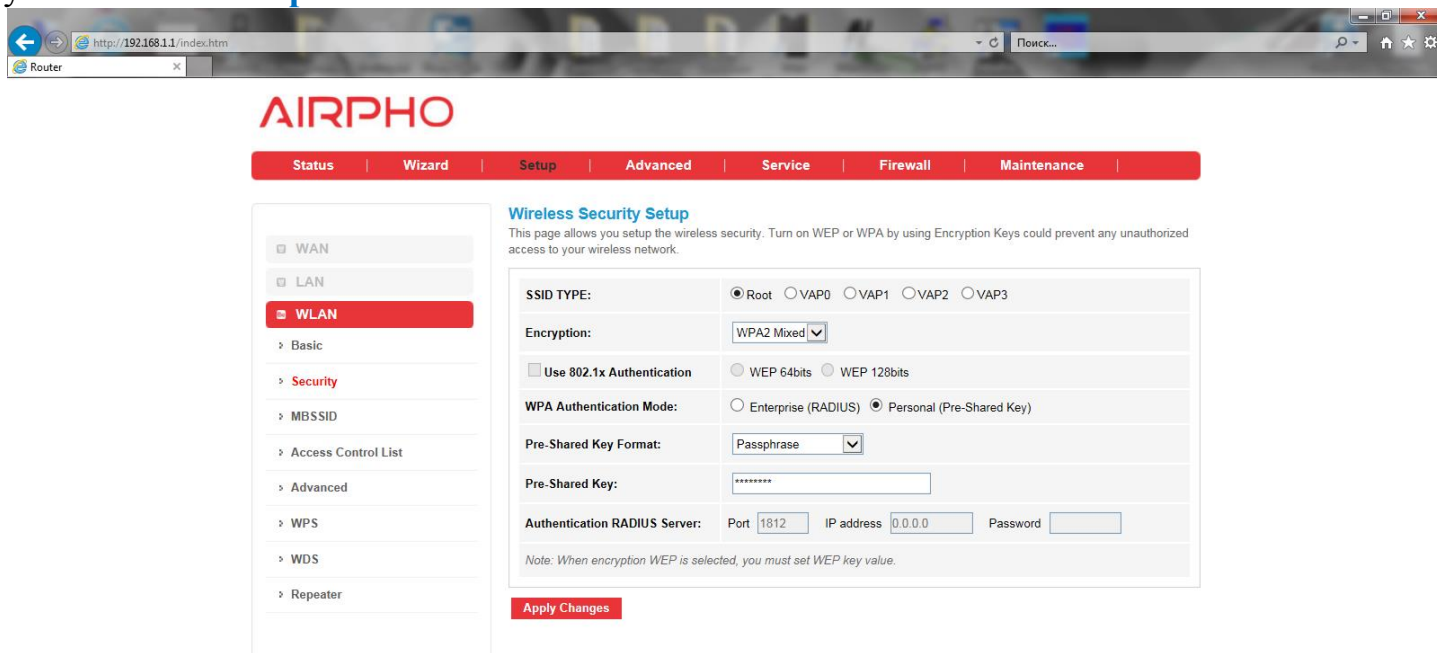 http://192.168.1.1/index.htm
Поиск...
Router
AIRPHO
Status | Wizard | Setup | Advanced | Service | Firewall | Maintenance |
Wireless Security Setup
This page allows you setup the wireless security. Turn on WEP or WPA by using Encryption Keys could prevent any unauthorized
access to your wireless network.
WAN
LAN
WLAN
Basic
Security
MBSSID
Access Control List
Advanced
WPS
WDS
Repeater
SSID TYPE: Root VAP0 VAP1 VAP2 VAP3
Encryption: WPA2 Mixed
Use 802.1x Authentication WEP 64bits WEP 128bits
WPA Authentication Mode: Enterprise (RADIUS) Personal (Pre-Shared Key)
Pre-Shared Key Format: Passphrase
Pre-Shared Key: ********
Authentication RADIUS Server: Port 1812 IP address 0.0.0.0 Password
Note: When encryption WEP is selected, you must set WEP key value.
Apply Changes